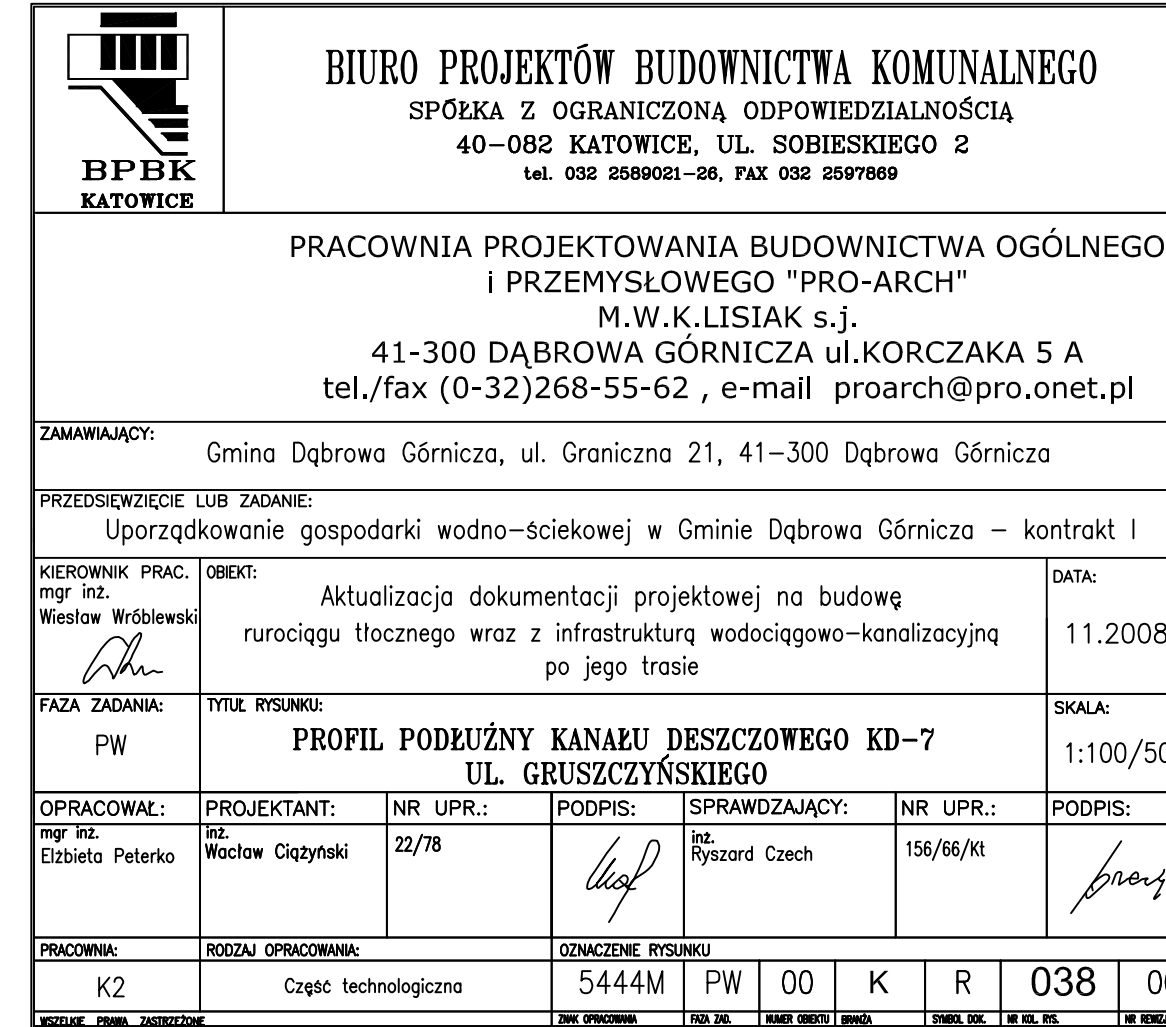 BPBK
KATOWICE
BIURO PROJEKTÓW BUDOWNICTWA KOMUNALNEGO
SPÓŁKA Z OGRANICZONĄ ODPOWIEDZIALNOŚCIĄ
40-082 KATOWICE, UL. SOBIESKIEGO 2
tel. 032 2589021-26, FAX 032 2597869
PRACOWNIA PROJEKTOWANIA BUDOWNICTWA OGÓLNEGO
i PRZEMYSŁOWEGO "PRO-ARCH"
M.W.K.LISIAK s.j.
41-300 DĄBROWA GÓRNICZA ul.KORCZAKA 5 A
tel./fax (0-32)268-55-62 , e-mail proarch@pro.onet.pl
ZAMAWIAJĄCY:
Gmina Dąbrowa Górnicza, ul. Graniczna 21, 41-300 Dąbrowa Górnicza
PRZEDSIĘWZIĘCIE LUB ZADANIE:
Uporządkowanie gospodarki wodno-ściekowej w Gminie Dąbrowa Górnicza - kontrakt I
KIEROWNIK PRAC.
mgr inż.
Wiesław Wróblewski
OBIEKT:
Aktualizacja dokumentacji projektowej na budowę
rurociągu tłocznego wraz z infrastrukturą wodociągowo-kanalizacyjną
po jego trasie
DATA:
11.2008
FAZA ZADANIA:
PW
TYTUŁ RYSUNKU:
PROFIL PODŁUŹNY KANAŁU DESZCZOWEGO KD-7
UL. GRUSZCZYŃSKIEGO
SKALA:
1:100/50
OPRACOWAŁ: PROJEKTANT: NR UPR.: PODPIS: SPRAWDZAJĄCY: NR UPR.: PODPIS:
mgr inż.
Elżbieta Peterko
inż.
Wacław Ciążyński
22/78
inż.
Ryszard Czech
156/66/Kt
PRACOWNIA: RODZAJ OPRACOWANIA: OZNACZENIE RYSUNKU
K2 Część technologiczna 5444M PW 00 K R 038 00
WSZELKIE PRAWA ZASTRZEŻONE ZNAK OPRACOWANIA FAZA ZAD. NUMER OBIEKTU BRANŻA SYMBOL DOK. NR KOL. RYS. NR